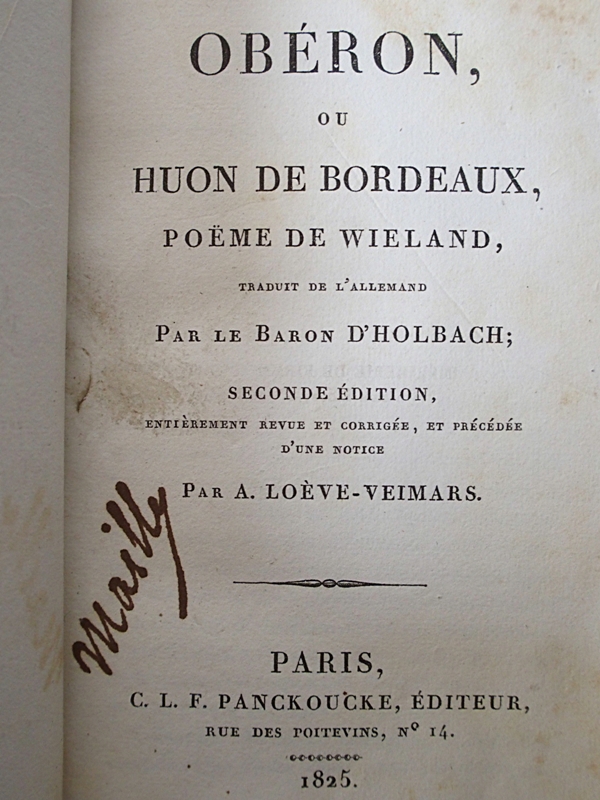 OBÉRON,
OU
HUON DE BORDEAUX,
POËME DE WIELAND,
TRADUIT DE L'ALLEMAND
PAR LE BARON D'HOLBACH;
SECONDE ÉDITION,
ENTIÈREMENT REVUE ET CORRIGÉE, ET PRÉCÉDÉE
D'UNE NOTICE
PAR A. LOÈVE-VEIMARS.
Mailly
PARIS,
C. L. F. PANCKOUCKE, ÉDITEUR,
RUE DES POITEVINS, Nº 14.
1825.